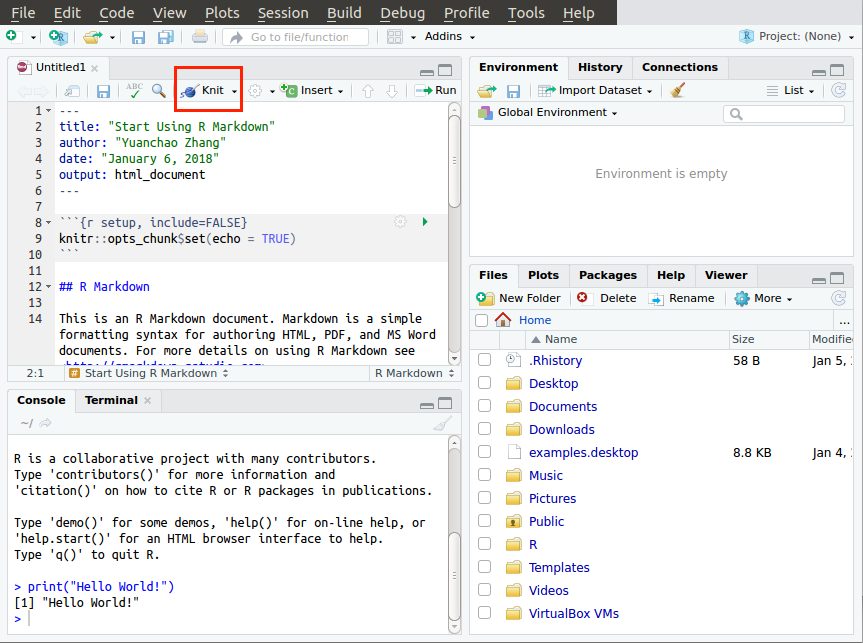 File Edit Code View Plots Session Build Debug Profile Tools Help
Go to file/function Addins Project: (None)
Untitled1
ABC Knit Insert Run
1 ---
2 title: "Start Using R Markdown"
3 author: "Yuanchao Zhang"
4 date: "January 6, 2018"
5 output: html_document
6 ---
7
8 ```{r setup, include=FALSE}
9 knitr::opts_chunk$set(echo = TRUE)
10 ```
11
12 ## R Markdown
13
14 This is an R Markdown document. Markdown is a simple
formatting syntax for authoring HTML, PDF, and MS Word
documents. For more details on using R Markdown see
2:1 # Start Using R Markdown R Markdown
Console Terminal
~/
R is a collaborative project with many contributors.
Type 'contributors()' for more information and
'citation()' on how to cite R or R packages in publications.
Type 'demo()' for some demos, 'help()' for on-line help, or
'help.start()' for an HTML browser interface to help.
Type 'q()' to quit R.
> print("Hello World!")
[1] "Hello World!"
>
Environment History Connections
Import Dataset List
Global Environment
Environment is empty
Files Plots Packages Help Viewer
New Folder Delete Rename More
Home ...
Name Size Modified
.Rhistory 58 B Jan 5,
Desktop
Documents
Downloads
examples.desktop 8.8 KB Jan 4,
Music
Pictures
Public
R
Templates
Videos
VirtualBox VMs